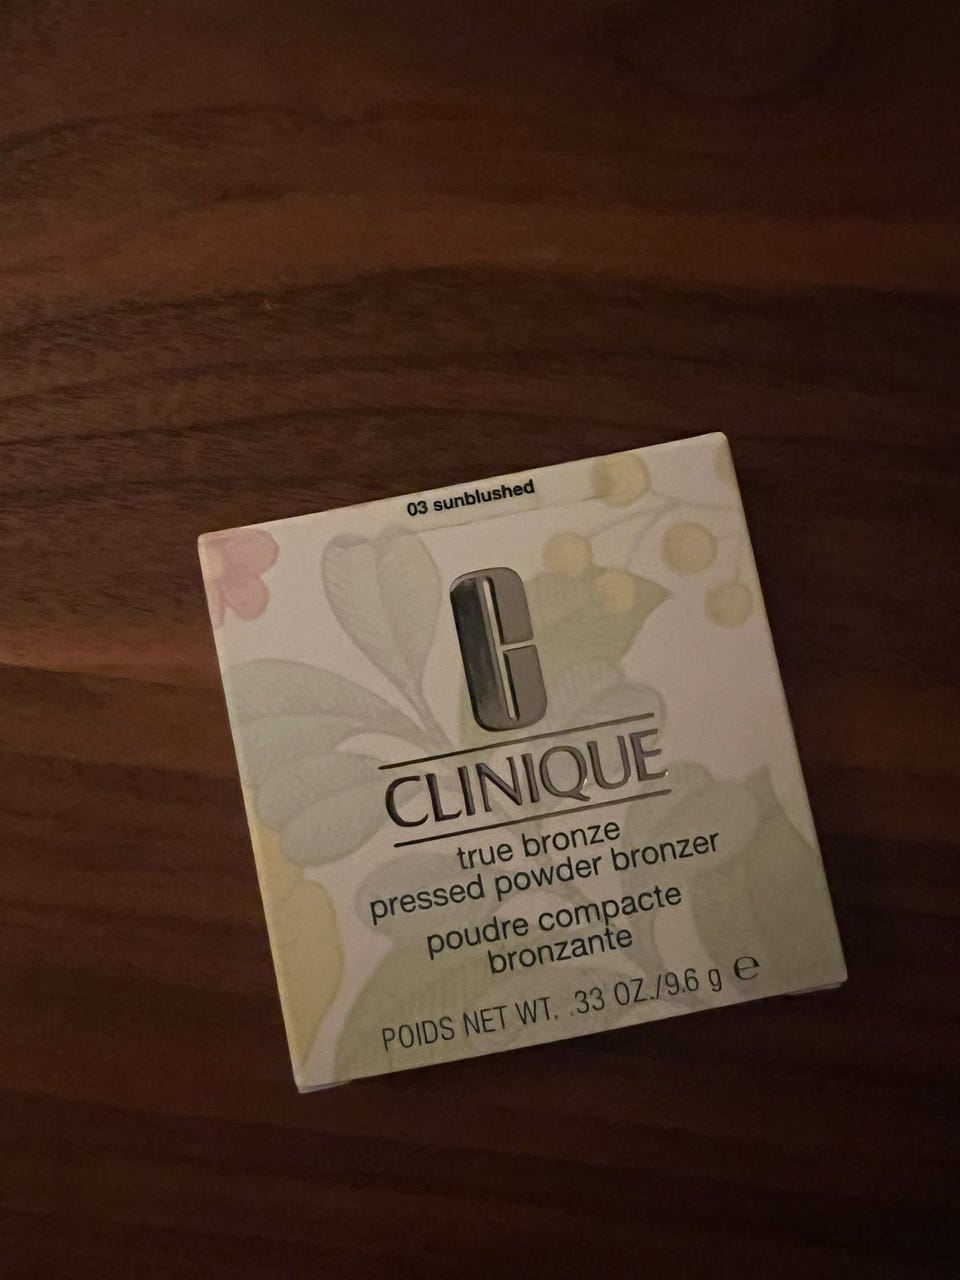 03 sunblushed
CLINIQUE
true bronze
pressed powder bronzer
poudre compacte
bronzante
POIDS NET WT. .33 OZ./9.6 g ℮